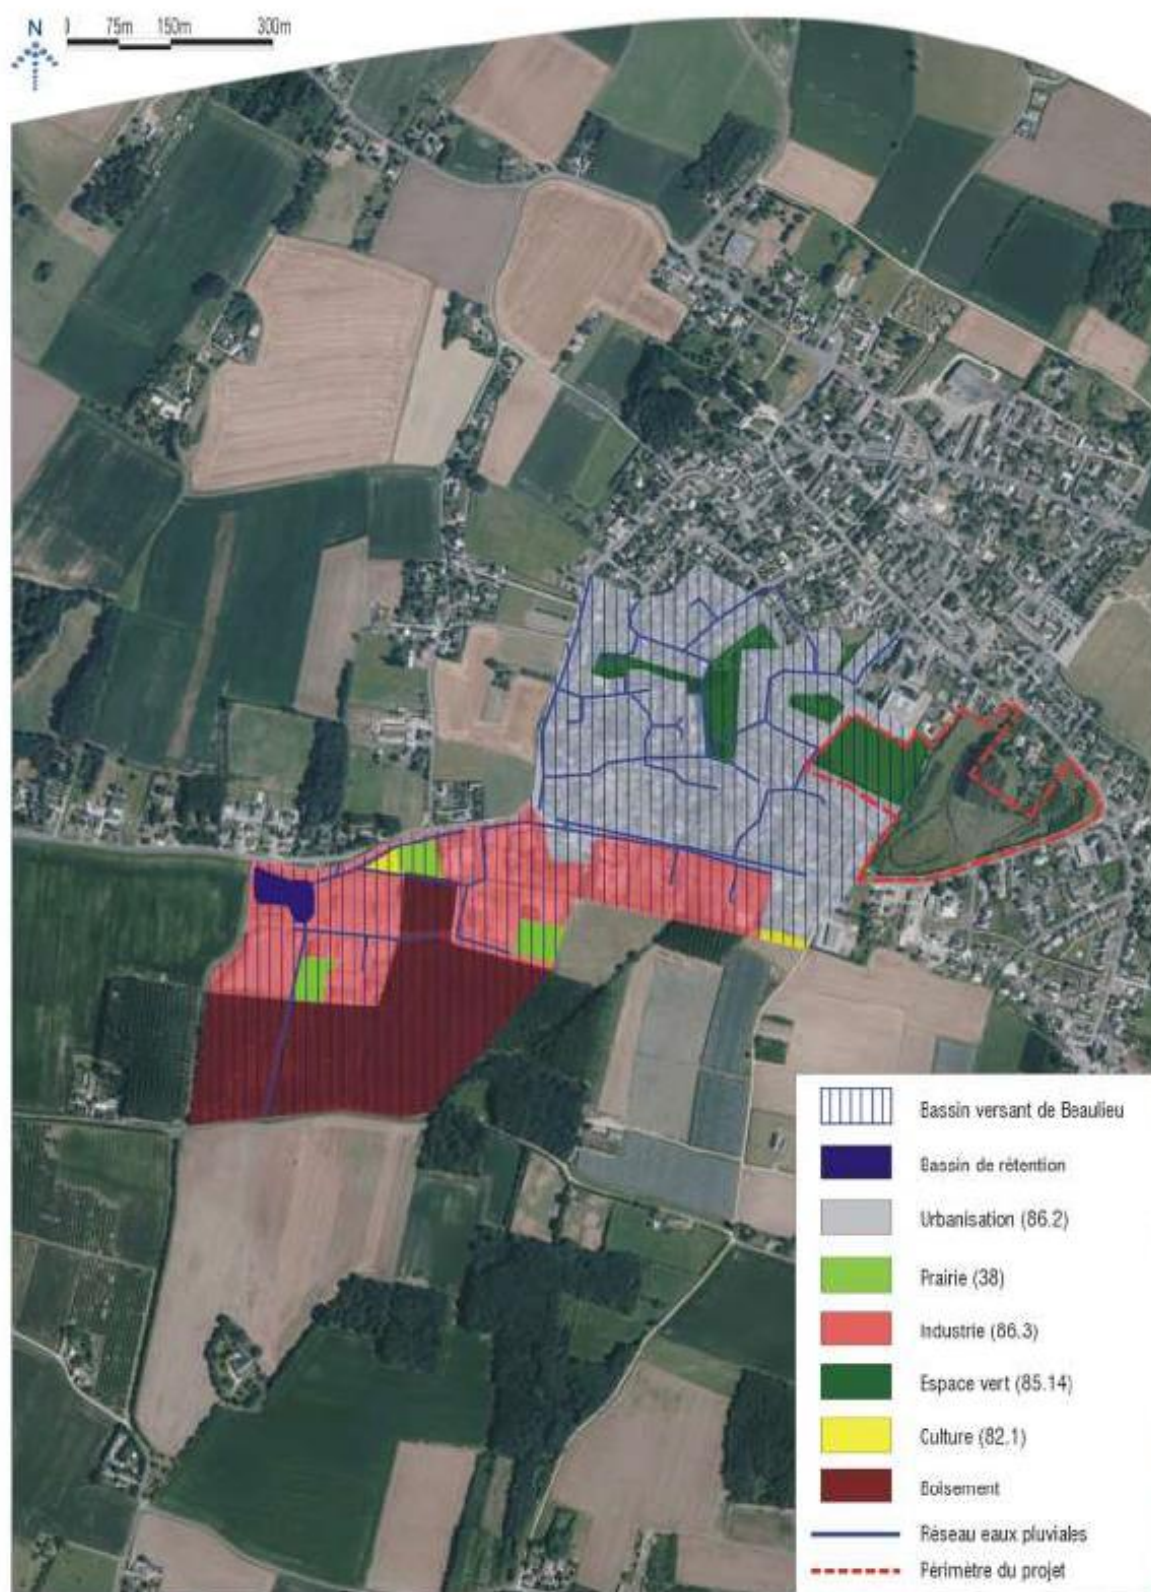 N
0 75m 150m 300m
Bassin versant de Beaulieu
Bassin de rétention
Urbanisation (86.2)
Prairie (38)
Industrie (86.3)
Espace vert (85.14)
Culture (82.1)
Boisement
Réseau eaux pluviales
Périmètre du projet